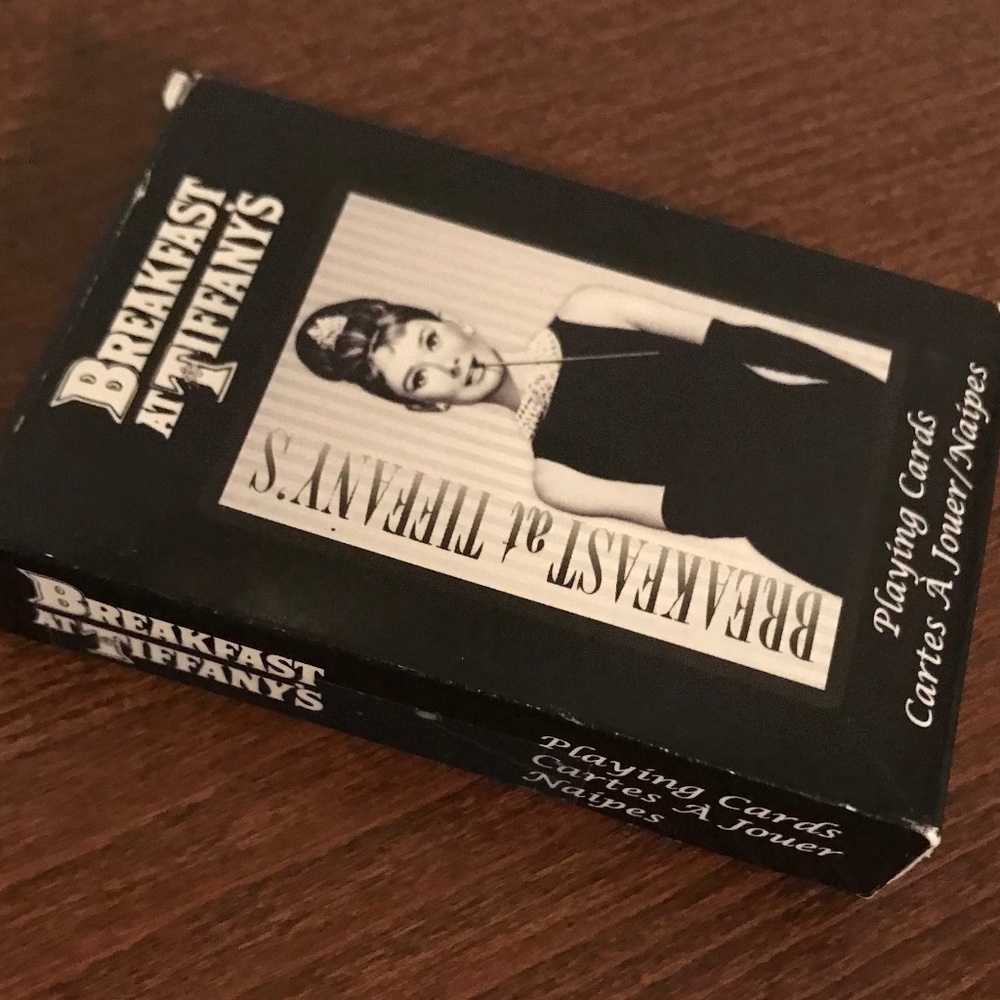 BREAKFAST
AT TIFFANY'S
BREAKFAST at TIFFANY'S
Playing Cards
Cartes À Jouer/Naipes
BREAKFAST
AT TIFFANY'S
Playing Cards
Cartes À Jouer
Naipes